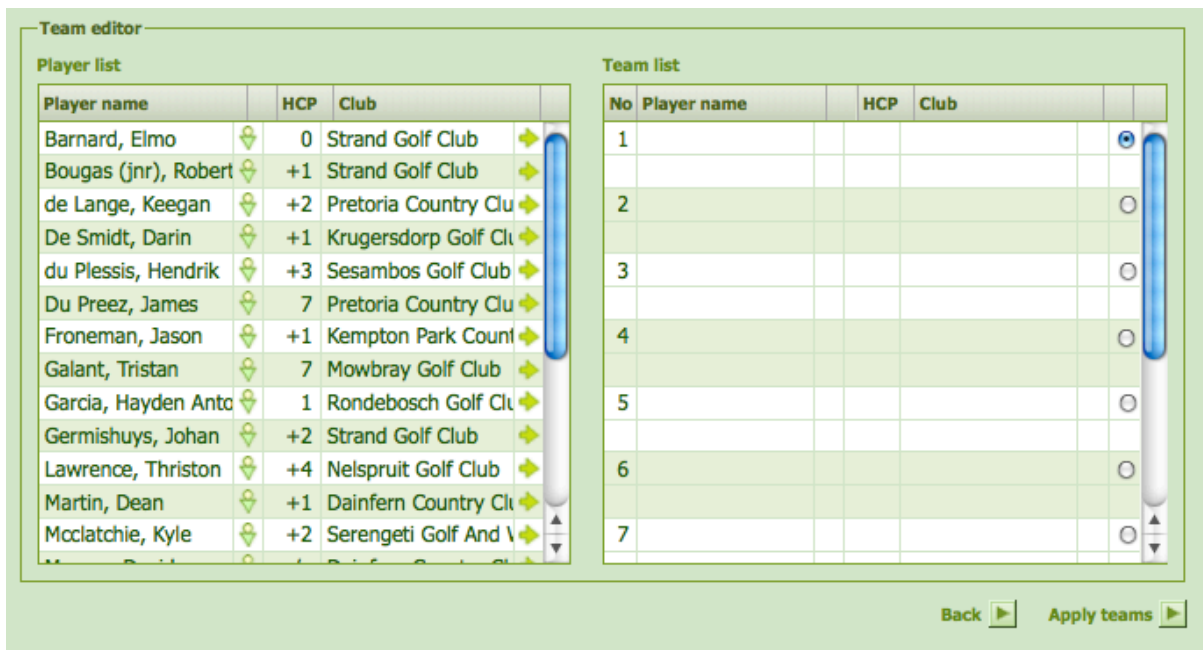 Team editor
Player list
Player name HCP Club
Barnard, Elmo 0 Strand Golf Club
Bougas (jnr), Robert +1 Strand Golf Club
de Lange, Keegan +2 Pretoria Country Clu
De Smidt, Darin +1 Krugersdorp Golf Clu
du Plessis, Hendrik +3 Sesambos Golf Club
Du Preez, James 7 Pretoria Country Clu
Froneman, Jason +1 Kempton Park Count
Galant, Tristan 7 Mowbray Golf Club
Garcia, Hayden Anto 1 Rondebosch Golf Clu
Germishuys, Johan +2 Strand Golf Club
Lawrence, Thriston +4 Nelspruit Golf Club
Martin, Dean +1 Dainfern Country Clu
Mcclatchie, Kyle +2 Serengeti Golf And
Team list
No Player name HCP Club
1
2
3
4
5
6
7
Back
Apply teams